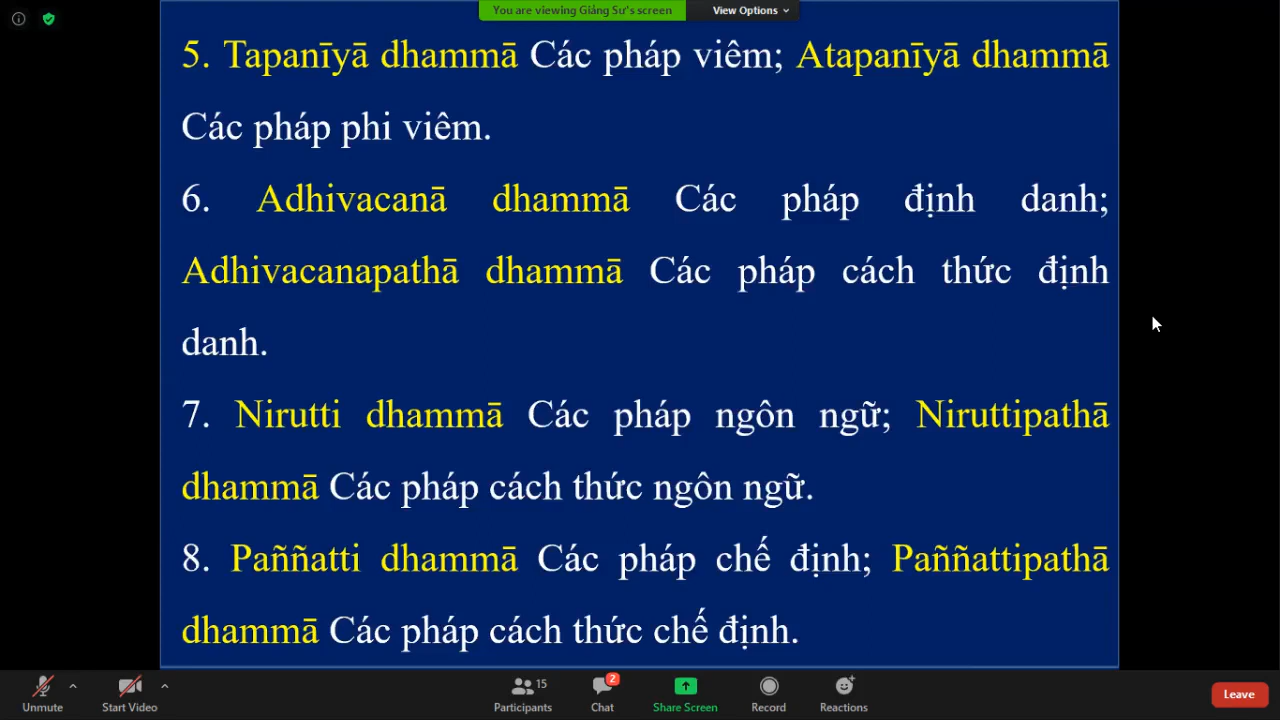 You are viewing Giảng Sư's screen
View Options
5. Tapanīyā dhammā Các pháp viêm; Atapanīyā dhammā
Các pháp phi viêm.
6. Adhivacanā dhammā Các pháp định danh;
Adhivacanapathā dhammā Các pháp cách thức định
danh.
7. Nirutti dhammā Các pháp ngôn ngữ; Niruttipathā
dhammā Các pháp cách thức ngôn ngữ.
8. Paññatti dhammā Các pháp chế định; Paññattipathā
dhammā Các pháp cách thức chế định.
Unmute
Start Video
15
Participants
2
Chat
Share Screen
Record
Reactions
Leave